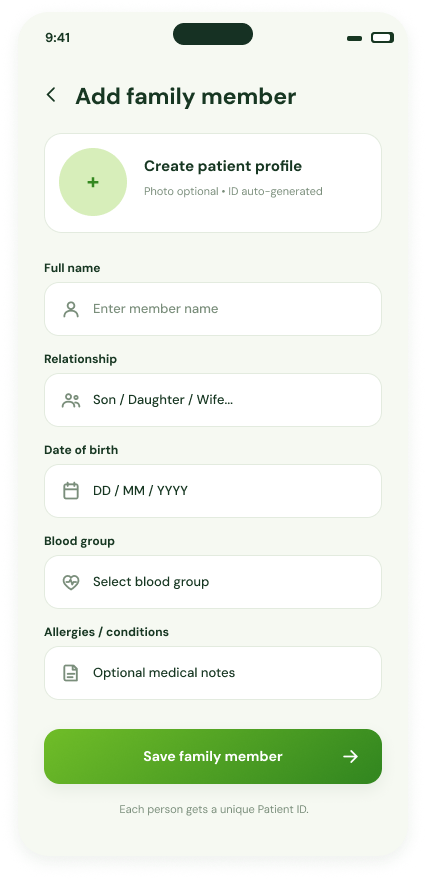 9:41
Add family member
+
Create patient profile
Photo optional • ID auto-generated
Full name
Enter member name
Relationship
Son / Daughter / Wife...
Date of birth
DD / MM / YYYY
Blood group
Select blood group
Allergies / conditions
Optional medical notes
Save family member
Each person gets a unique Patient ID.